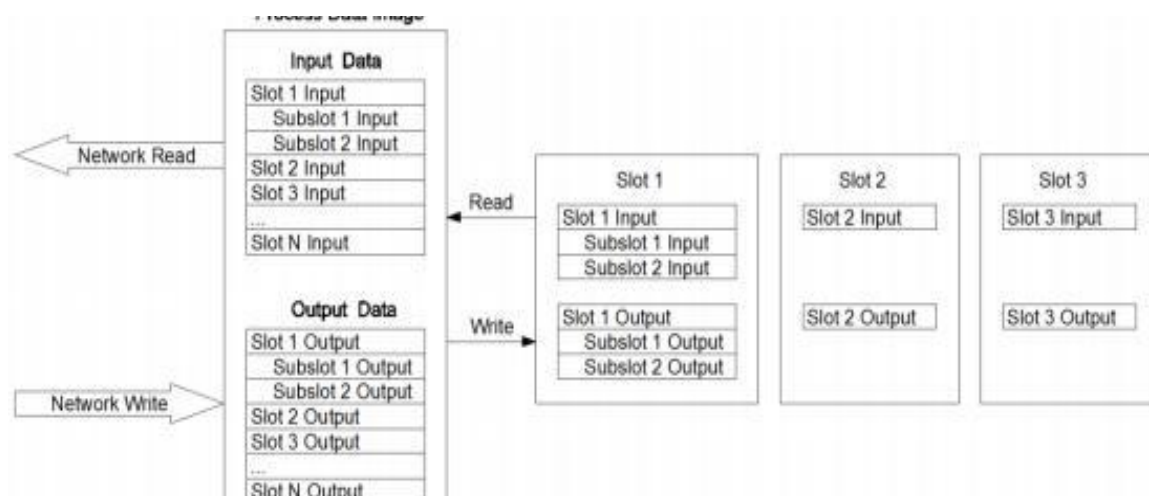 Process Data Image
Input Data
Slot 1 Input
Subslot 1 Input
Subslot 2 Input
Slot 2 Input
Slot 3 Input
...
Slot N Input
Output Data
Slot 1 Output
Subslot 1 Output
Subslot 2 Output
Slot 2 Output
Slot 3 Output
...
Slot N Output
Network Read
Network Write
Read
Write
Slot 1
Slot 1 Input
Subslot 1 Input
Subslot 2 Input
Slot 1 Output
Subslot 1 Output
Subslot 2 Output
Slot 2
Slot 2 Input
Slot 2 Output
Slot 3
Slot 3 Input
Slot 3 Output